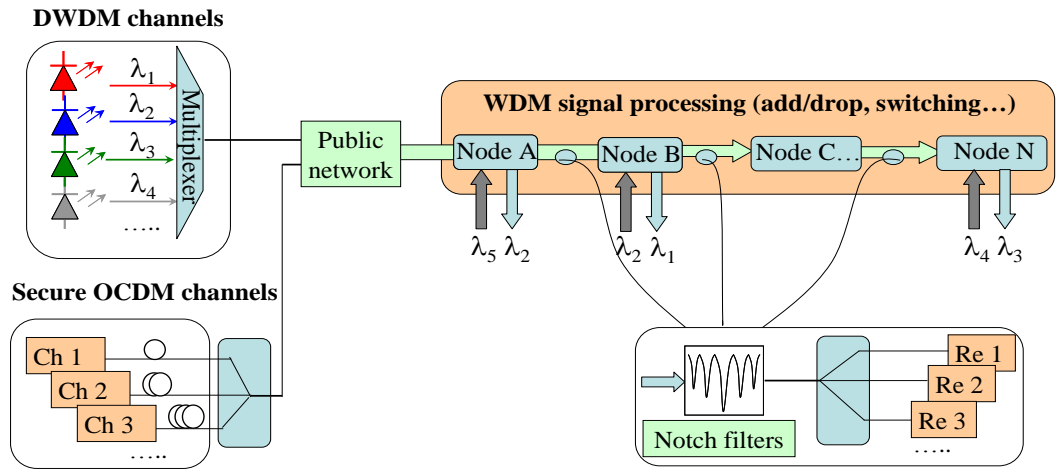 DWDM channels
λ1
λ2
λ3
λ4
.....
Multiplexer
Public
network
WDM signal processing (add/drop, switching…)
Node A
Node B
Node C…
Node N
λ5
λ2
λ2
λ1
λ4
λ3
Secure OCDM channels
Ch 1
Ch 2
Ch 3
.....
Notch filters
Re 1
Re 2
Re 3
.....